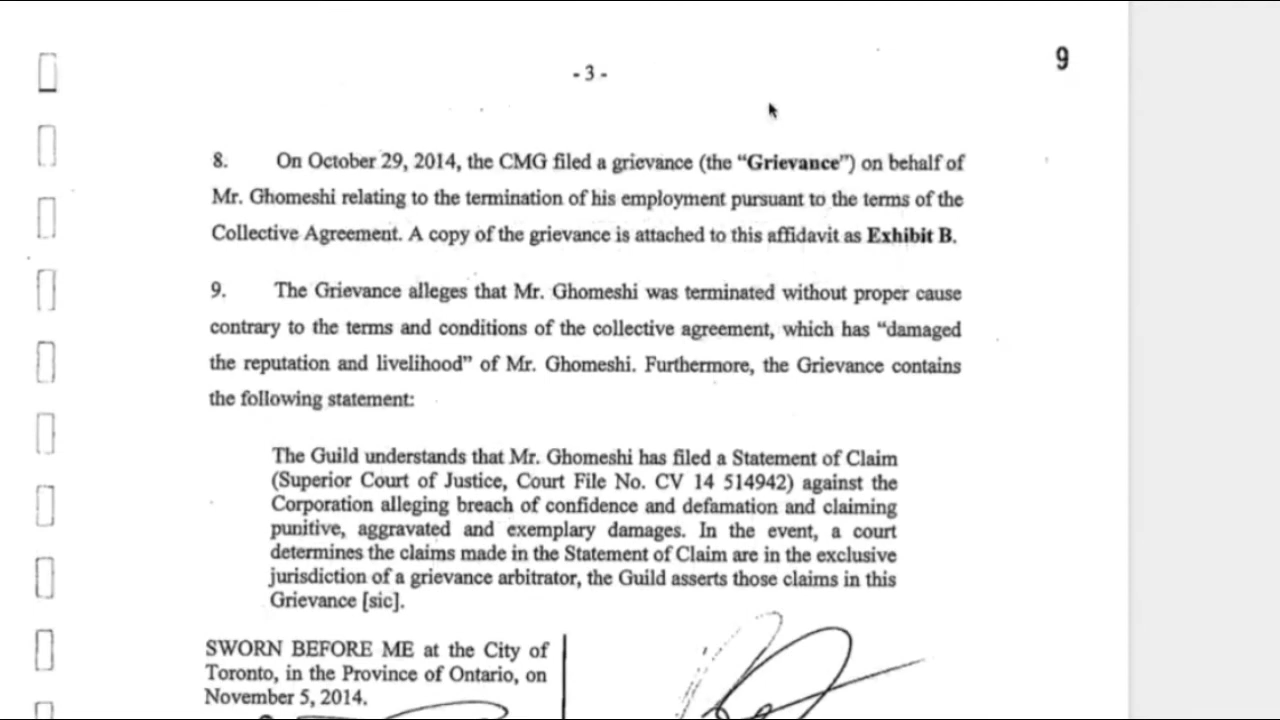 9
- 3 -
8. On October 29, 2014, the CMG filed a grievance (the “Grievance”) on behalf of
Mr. Ghomeshi relating to the termination of his employment pursuant to the terms of the
Collective Agreement. A copy of the grievance is attached to this affidavit as Exhibit B.
9. The Grievance alleges that Mr. Ghomeshi was terminated without proper cause
contrary to the terms and conditions of the collective agreement, which has “damaged
the reputation and livelihood” of Mr. Ghomeshi. Furthermore, the Grievance contains
the following statement:
The Guild understands that Mr. Ghomeshi has filed a Statement of Claim
(Superior Court of Justice, Court File No. CV 14 514942) against the
Corporation alleging breach of confidence and defamation and claiming
punitive, aggravated and exemplary damages. In the event, a court
determines the claims made in the Statement of Claim are in the exclusive
jurisdiction of a grievance arbitrator, the Guild asserts those claims in this
Grievance [sic].
SWORN BEFORE ME at the City of
Toronto, in the Province of Ontario, on
November 5, 2014.